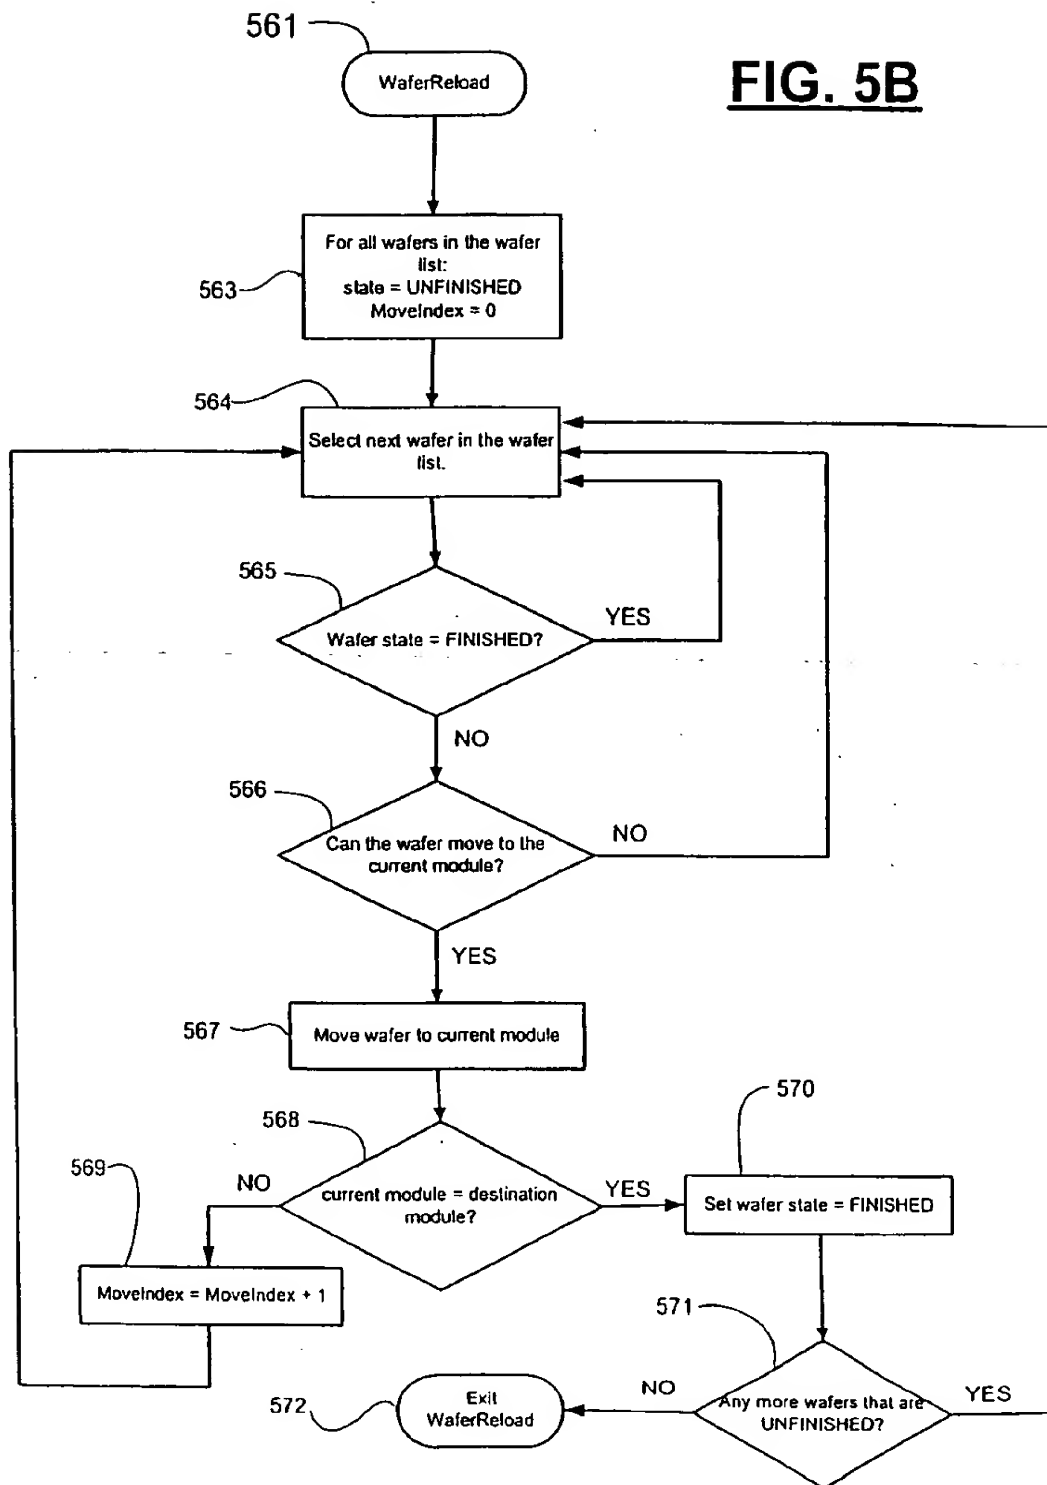 561
WaferReload
FIG. 5B
For all wafers in the wafer
list:
state = UNFINISHED
MoveIndex = 0
563
564
Select next wafer in the wafer
list.
565
YES
Wafer state = FINISHED?
NO
566
NO
Can the wafer move to the
current module?
YES
567
Move wafer to current module
570
568
569
NO
current module = destination
module?
YES
Set wafer state = FINISHED
MoveIndex = MoveIndex + 1
571
572
Exit
WaferReload
NO
Any more wafers that are
UNFINISHED?
YES